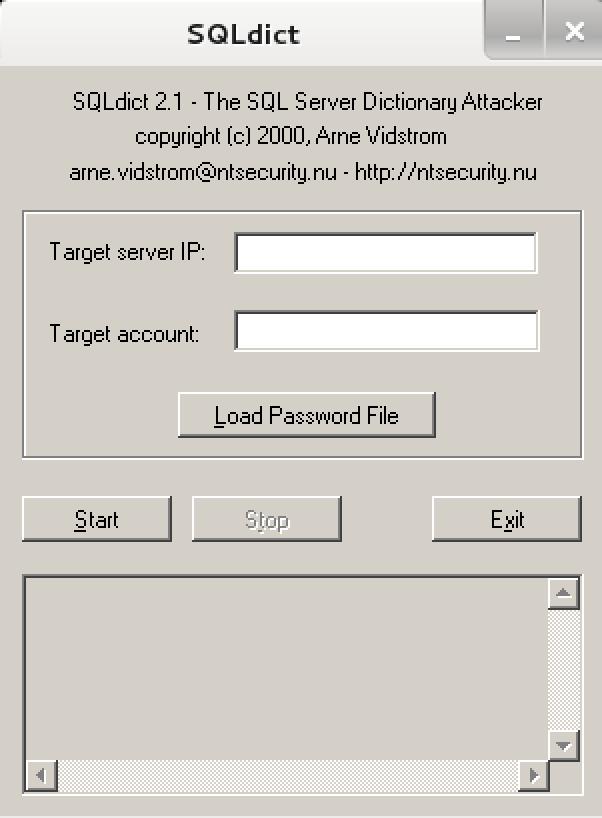 SQLdict
SQLdict 2.1 - The SQL Server Dictionary Attacker
copyright (c) 2000, Arne Vidstrom
arne.vidstrom@ntsecurity.nu - http://ntsecurity.nu
Target server IP:
Target account:
Load Password File
Start Stop Exit